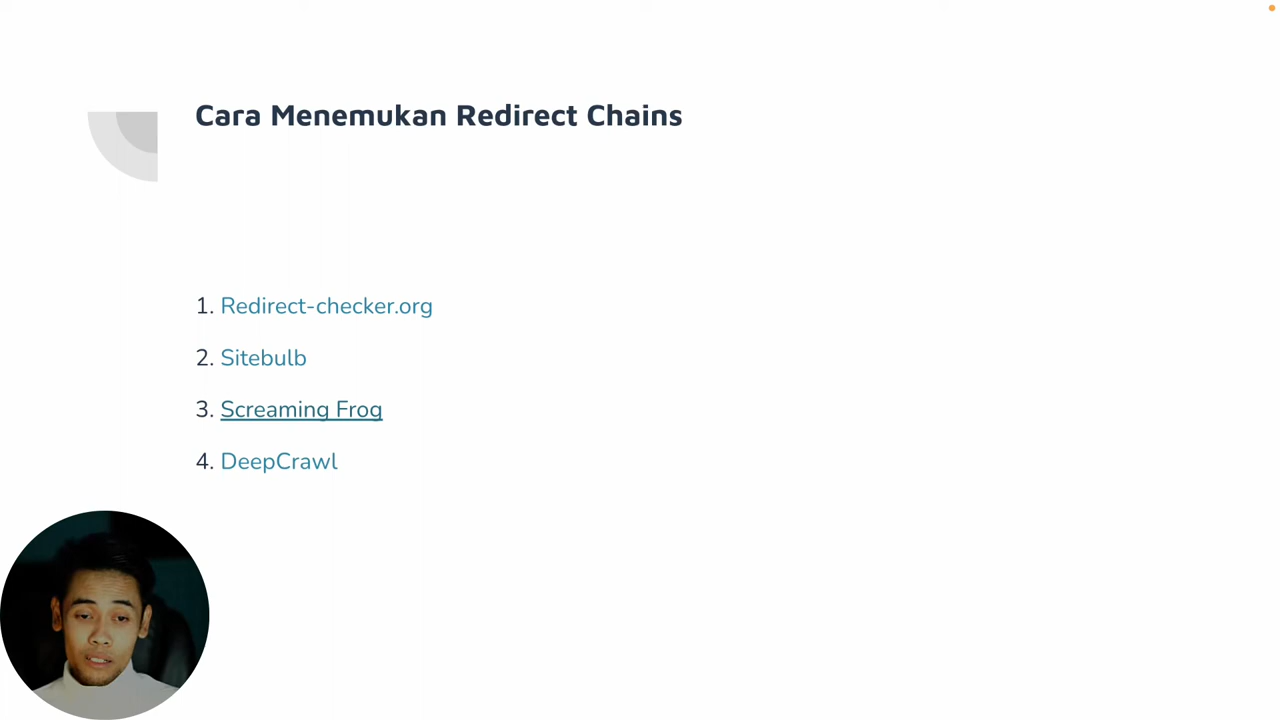 Cara Menemukan Redirect Chains
1. Redirect-checker.org
2. Sitebulb
3. Screaming Frog
4. DeepCrawl